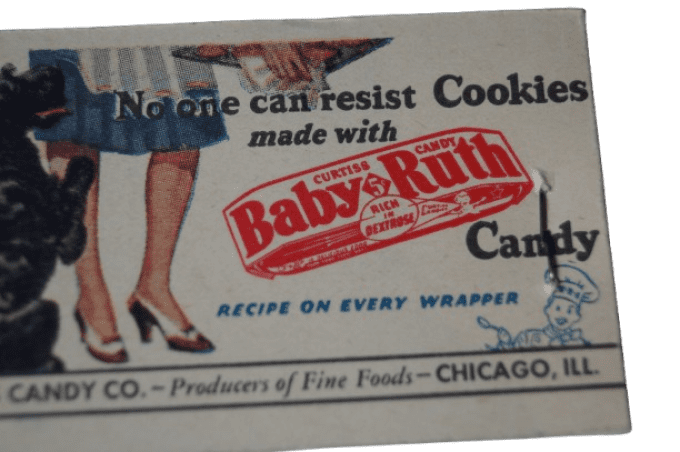 No one can resist Cookies
made with
CURTISS CANDY
Baby Ruth
5¢
RICH
IN
DEXTROSE
Candy
RECIPE ON EVERY WRAPPER
CANDY CO. – Producers of Fine Foods – CHICAGO, ILL.